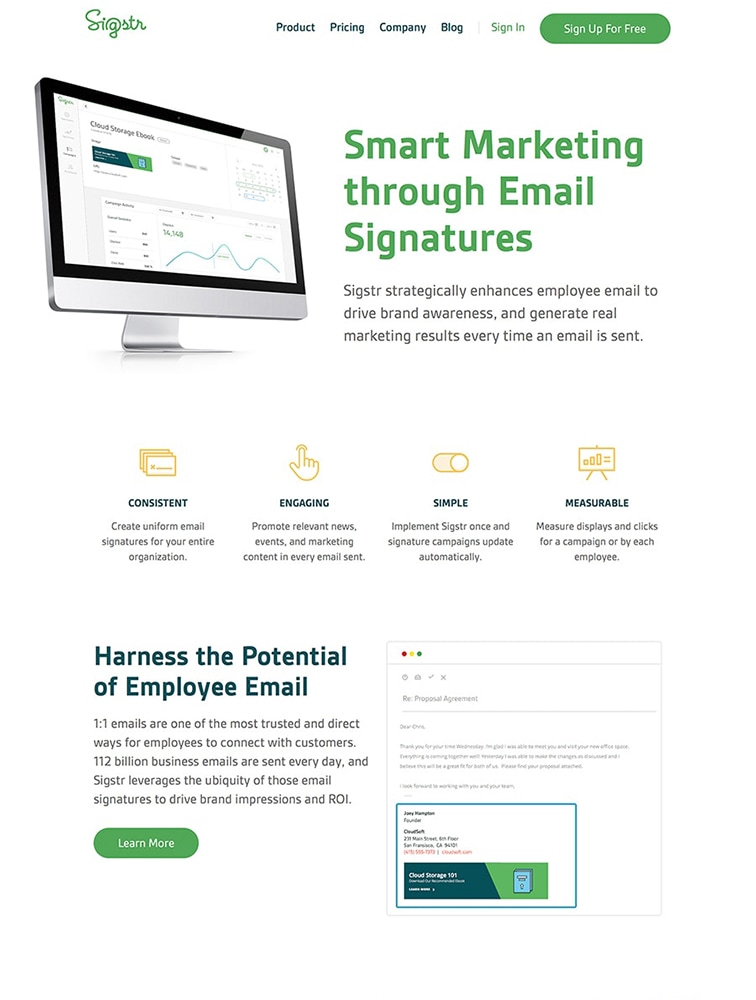 Sigstr
Product Pricing Company Blog Sign In Sign Up For Free
Cloud Storage Ebook
Campaign Activity
14,148
Smart Marketing
through Email
Signatures
Sigstr strategically enhances employee email to
drive brand awareness, and generate real
marketing results every time an email is sent.
CONSISTENT
Create uniform email
signatures for your entire
organization.
ENGAGING
Promote relevant news,
events, and marketing
content in every email sent.
SIMPLE
Implement Sigstr once and
signature campaigns update
automatically.
MEASURABLE
Measure displays and clicks
for a campaign or by each
employee.
Harness the Potential
of Employee Email
1:1 emails are one of the most trusted and direct
ways for employees to connect with customers.
112 billion business emails are sent every day, and
Sigstr leverages the ubiquity of those email
signatures to drive brand impressions and ROI.
Learn More
Re: Proposal Agreement
Dear Chris,
Thank you for your time Wednesday. I'm glad I was able to meet you and visit your new office space.
Everything is coming together well! Yesterday I was able to make the changes as discussed and I
believe this will be a great fit for both of us. Please find your proposal attached.
I look forward to working with you and your team,
Joey Hampton
Founder
CloudSoft
231 Main Street, 6th Floor
San Francisco, CA 94101
(415) 555-7373 | cloudsoft.com
Cloud Storage 101
Download Our Recommended Ebook
LEARN MORE